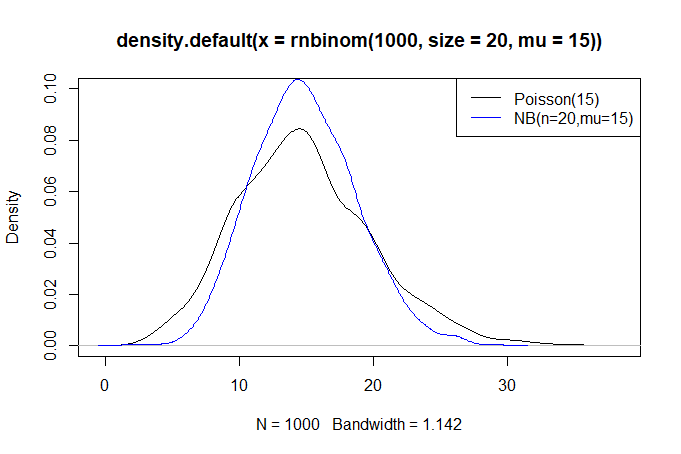 density.default(x = rnbinom(1000, size = 20, mu = 15))
Poisson(15)
NB(n=20,mu=15)
Density
0.00
0.02
0.04
0.06
0.08
0.10
0
10
20
30
N = 1000   Bandwidth = 1.142